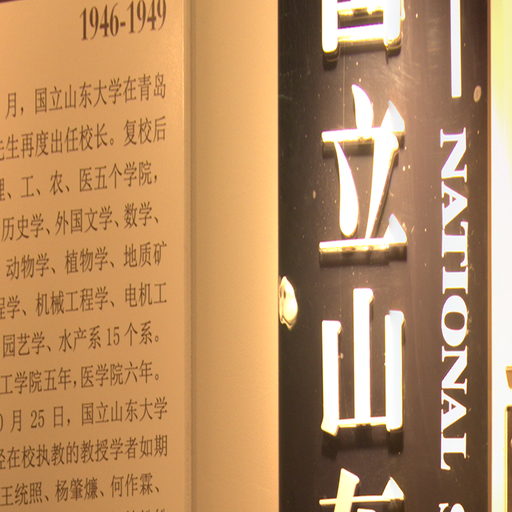 1946-1949
月，国立山东大学在青岛
先生再度出任校长。复校后
理、工、农、医五个学院，
历史学、外国文学、数学、
动物学、植物学、地质矿
程学、机械工程学、电机工
园艺学、水产系15个系。
工学院五年，医学院六年。
月25日，国立山东大学
在校执教的教授学者如期
王统照、杨肇燫、何作霖、
立山东
NATIONAL